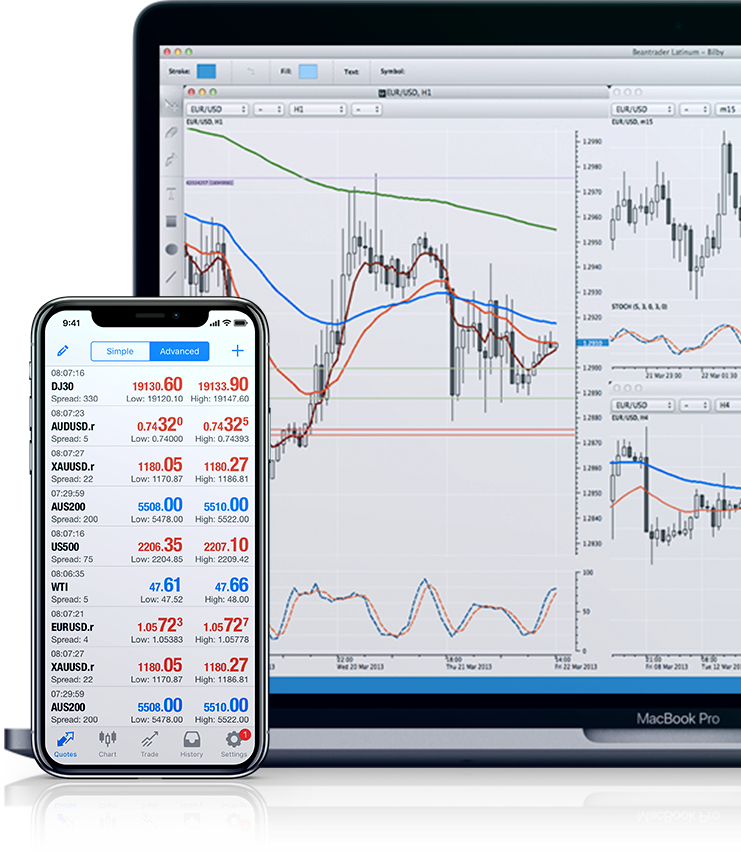 Beantrader Latinum – Bilby
Stroke: Fill: Text: Symbol:
EUR/USD, H1
EUR/USD – H1 –
EUR/USD, H1
1.2990
1.2980
1.2970
1.2960
1.2950
1.2940
1.2930
1.2920
1.2910
1.2900
1.2890
1.2880
1.2870
1.2860
1.2850
1.2840
1.2830
100
50
0
12:00 18:00 14:00
Wed 20 Mar 2013 Thu 21 Mar 2013 Fri 22 Mar 2013
EUR/USD – m15
EUR/USD, m15
STOCH (5, 3, 0, 3, 0)
21 Mar 23:00 22 Mar 01:30
EUR/USD – H4
EUR/USD, H4
21:00 09:00
Fri 08 Mar 2013 Tue 12 Mar
MacBook Pro
9:41
Simple Advanced
08:07:16
DJ30 19130.60 19133.90
Spread: 330 Low: 19120.10 High: 19147.60
08:07:23
AUDUSD.r 0.74320 0.74325
Spread: 5 Low: 0.74000 High: 0.74393
08:07:27
XAUUSD.r 1180.05 1180.27
Spread: 22 Low: 1170.87 High: 1186.81
07:29:59
AUS200 5508.00 5510.00
Spread: 200 Low: 5478.00 High: 5522.00
08:07:16
US500 2206.35 2207.10
Spread: 75 Low: 2204.85 High: 2209.42
08:06:35
WTI 47.61 47.66
Spread: 5 Low: 47.52 High: 48.00
08:07:21
EURUSD.r 1.05723 1.05727
Spread: 4 Low: 1.05383 High: 1.05778
08:07:27
XAUUSD.r 1180.05 1180.27
Spread: 22 Low: 1170.87 High: 1186.81
07:29:59
AUS200 5508.00 5510.00
Spread: 200 Low: 5478.00 High: 5522.00
Quotes Chart Trade History Settings
1